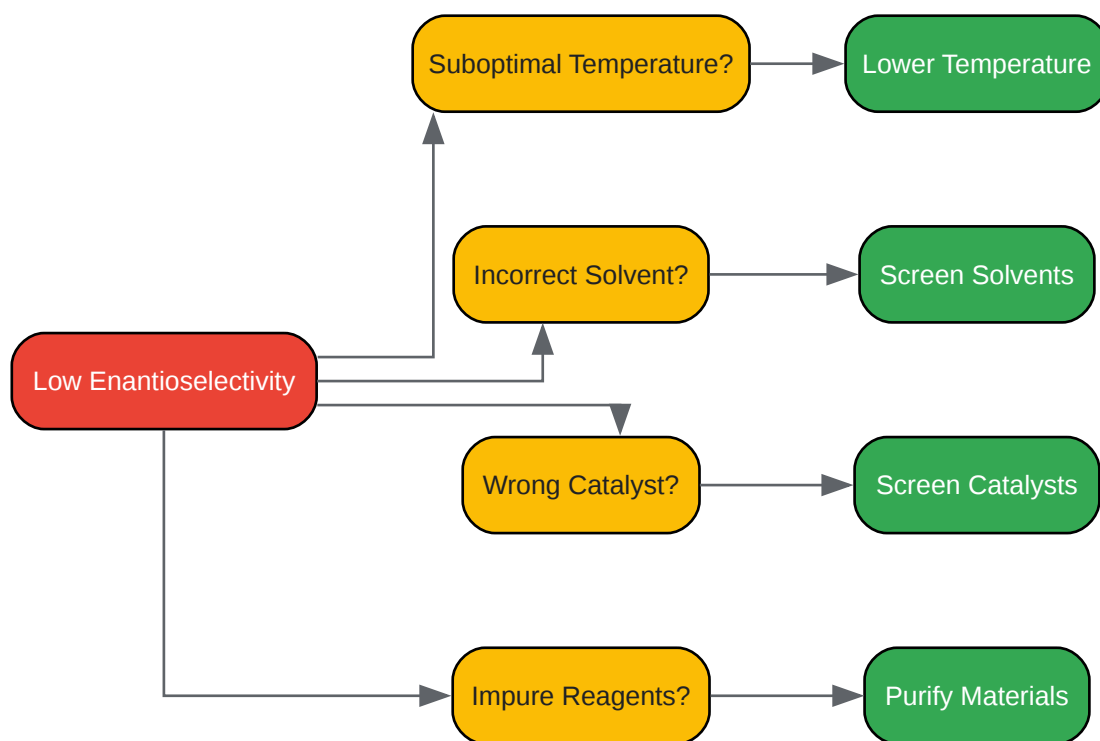 Suboptimal Temperature?
Lower Temperature
Incorrect Solvent?
Screen Solvents
Low Enantioselectivity
Wrong Catalyst?
Screen Catalysts
Impure Reagents?
Purify Materials